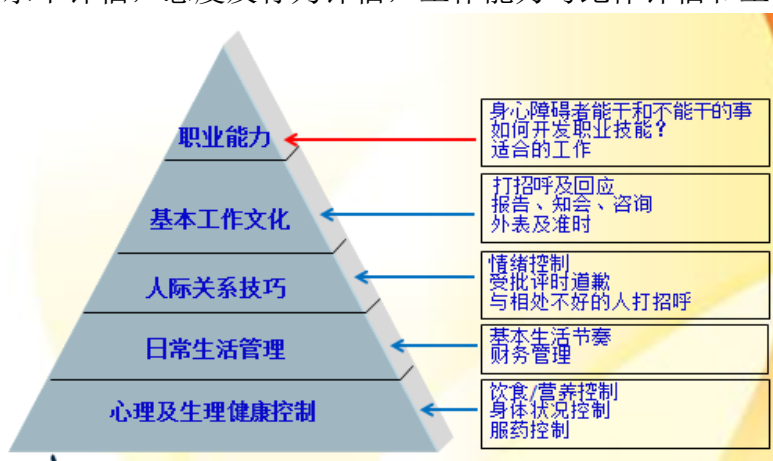 职业能力
身心障碍者能干和不能干的事
如何开发职业技能？
适合的工作
基本工作文化
打招呼及回应
报告、知会、咨询
外表及准时
人际关系技巧
情绪控制
受批评时道歉
与相处不好的人打招呼
日常生活管理
基本生活节奏
财务管理
心理及生理健康控制
饮食/营养控制
身体状况控制
服药控制